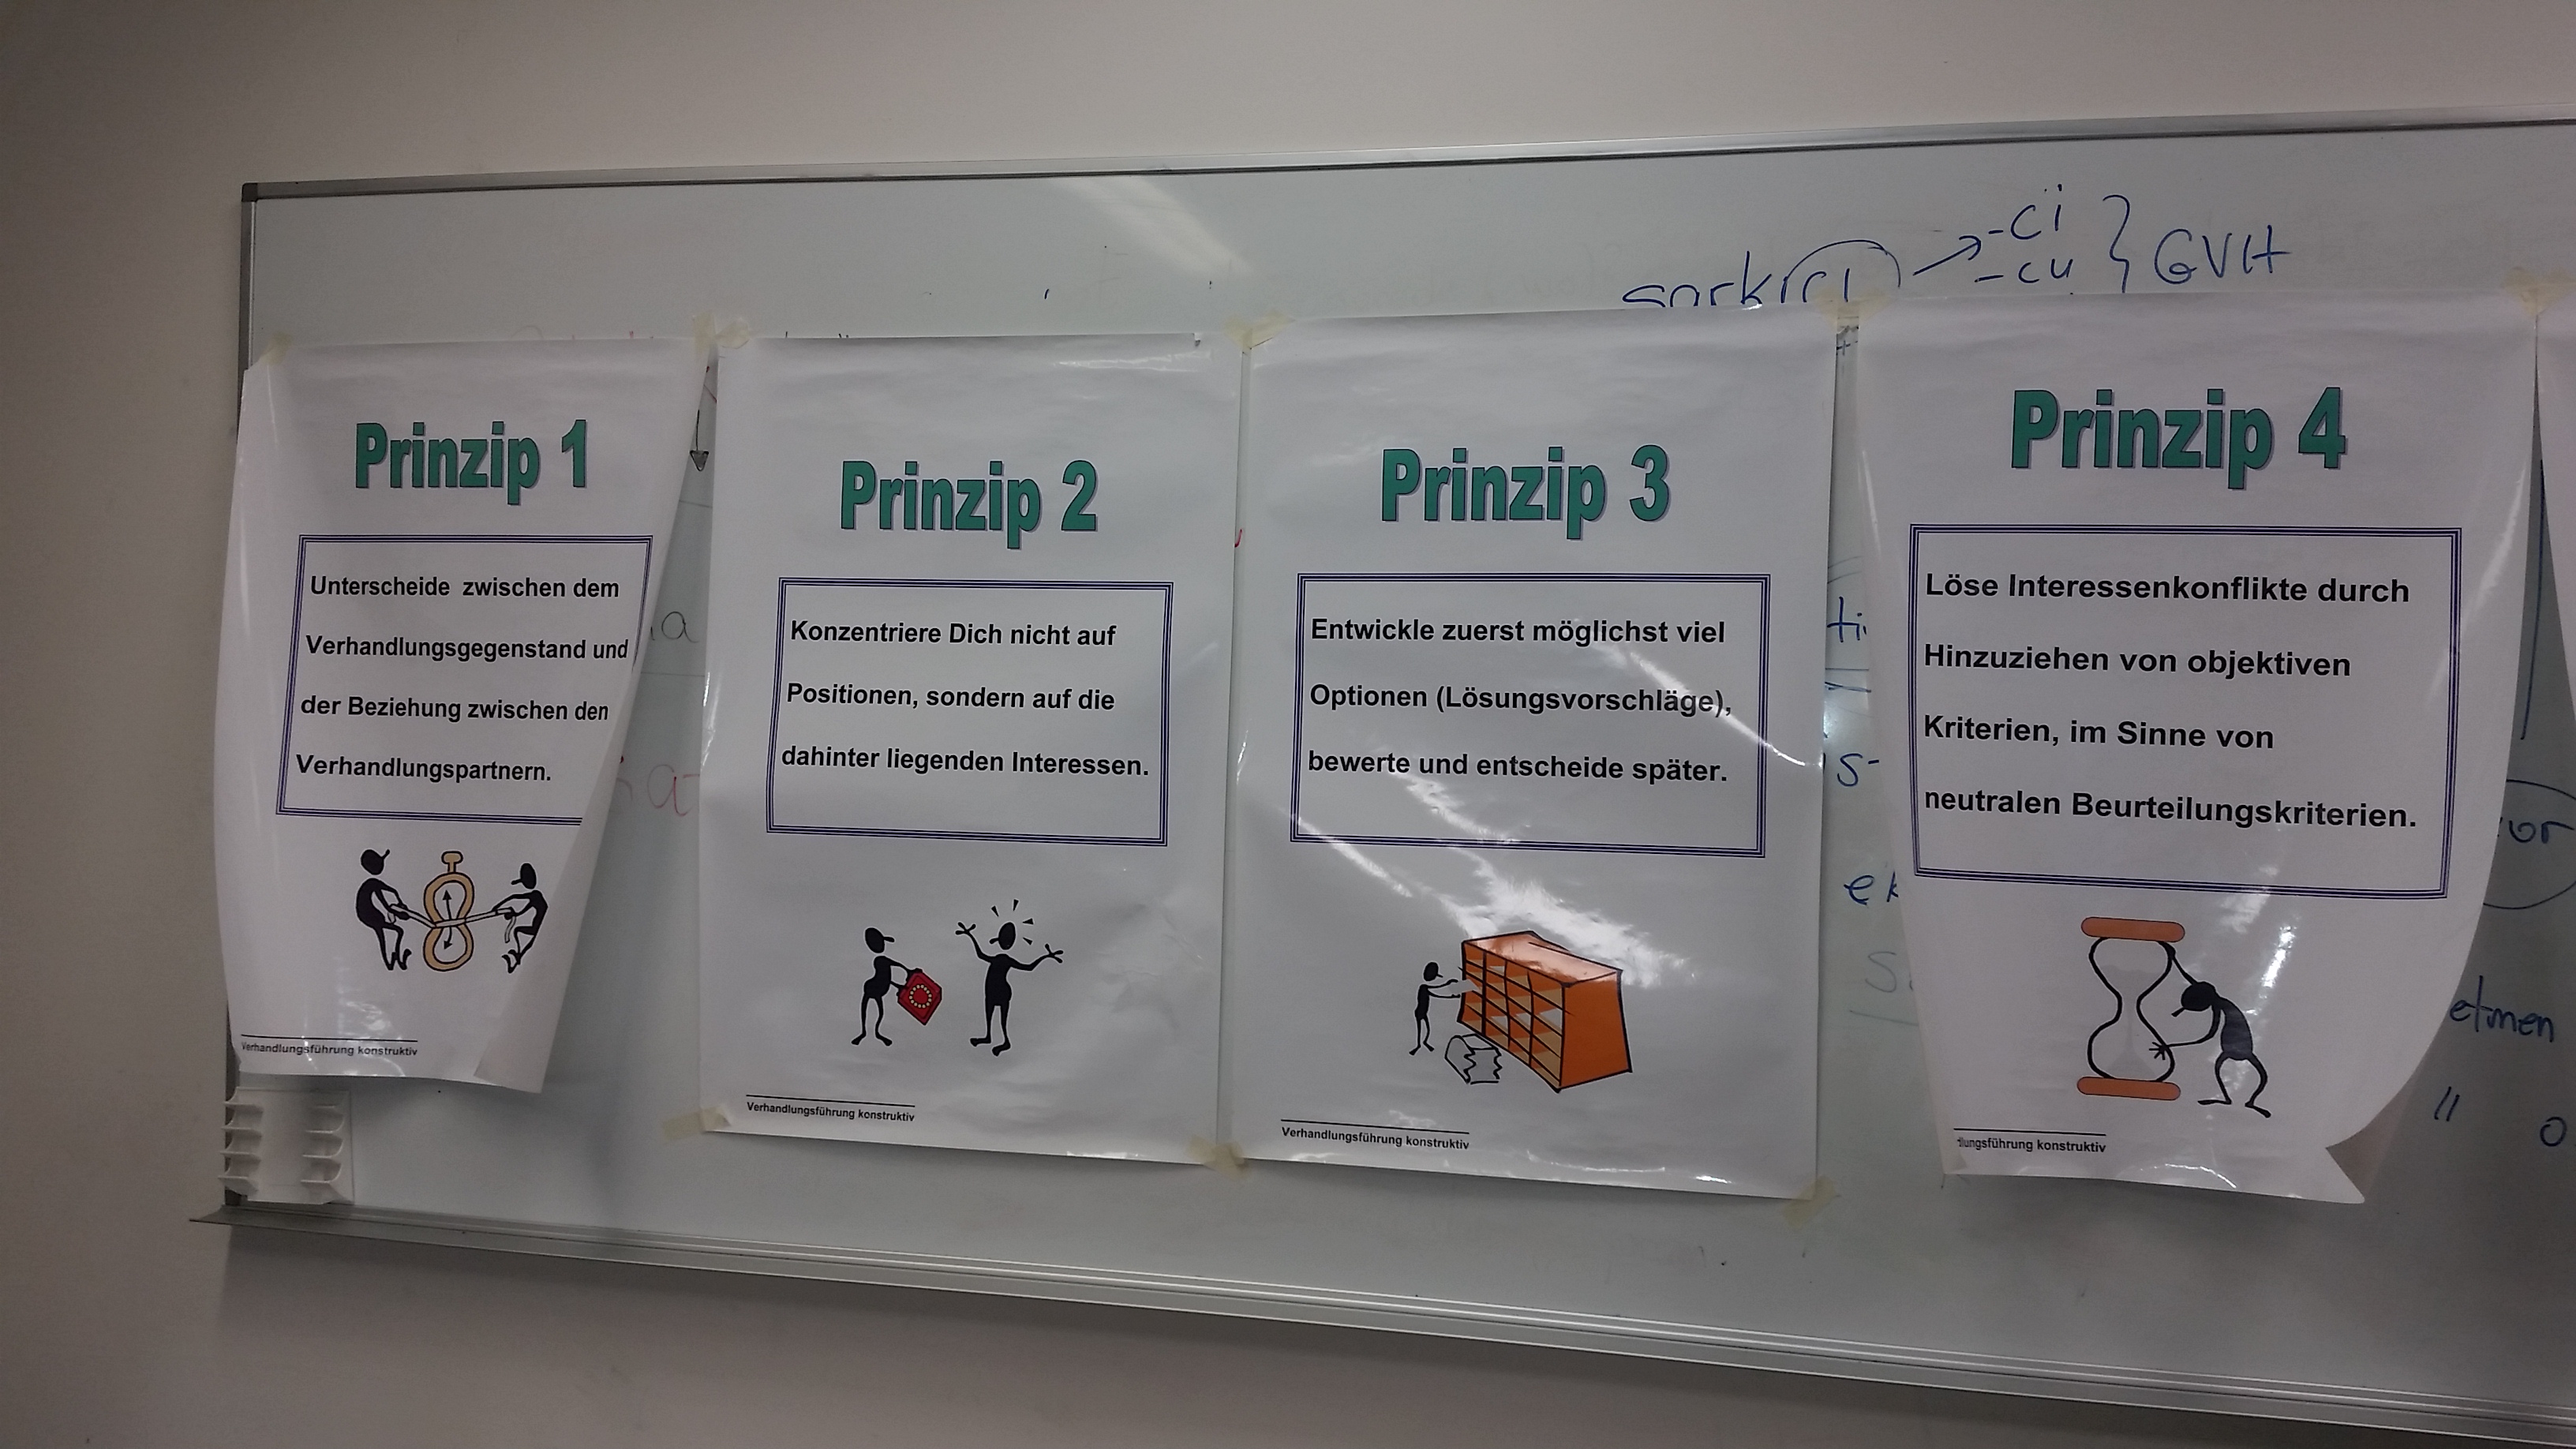 -ci
-cu
GVH
Prinzip 1
Unterscheide zwischen dem
Verhandlungsgegenstand und
der Beziehung zwischen den
Verhandlungspartnern.
Verhandlungsführung konstruktiv
Prinzip 2
Konzentriere Dich nicht auf
Positionen, sondern auf die
dahinter liegenden Interessen.
Verhandlungsführung konstruktiv
Prinzip 3
Entwickle zuerst möglichst viel
Optionen (Lösungsvorschläge),
bewerte und entscheide später.
Verhandlungsführung konstruktiv
Prinzip 4
Löse Interessenkonflikte durch
Hinzuziehen von objektiven
Kriterien, im Sinne von
neutralen Beurteilungskriterien.
lungsführung konstruktiv
etmen